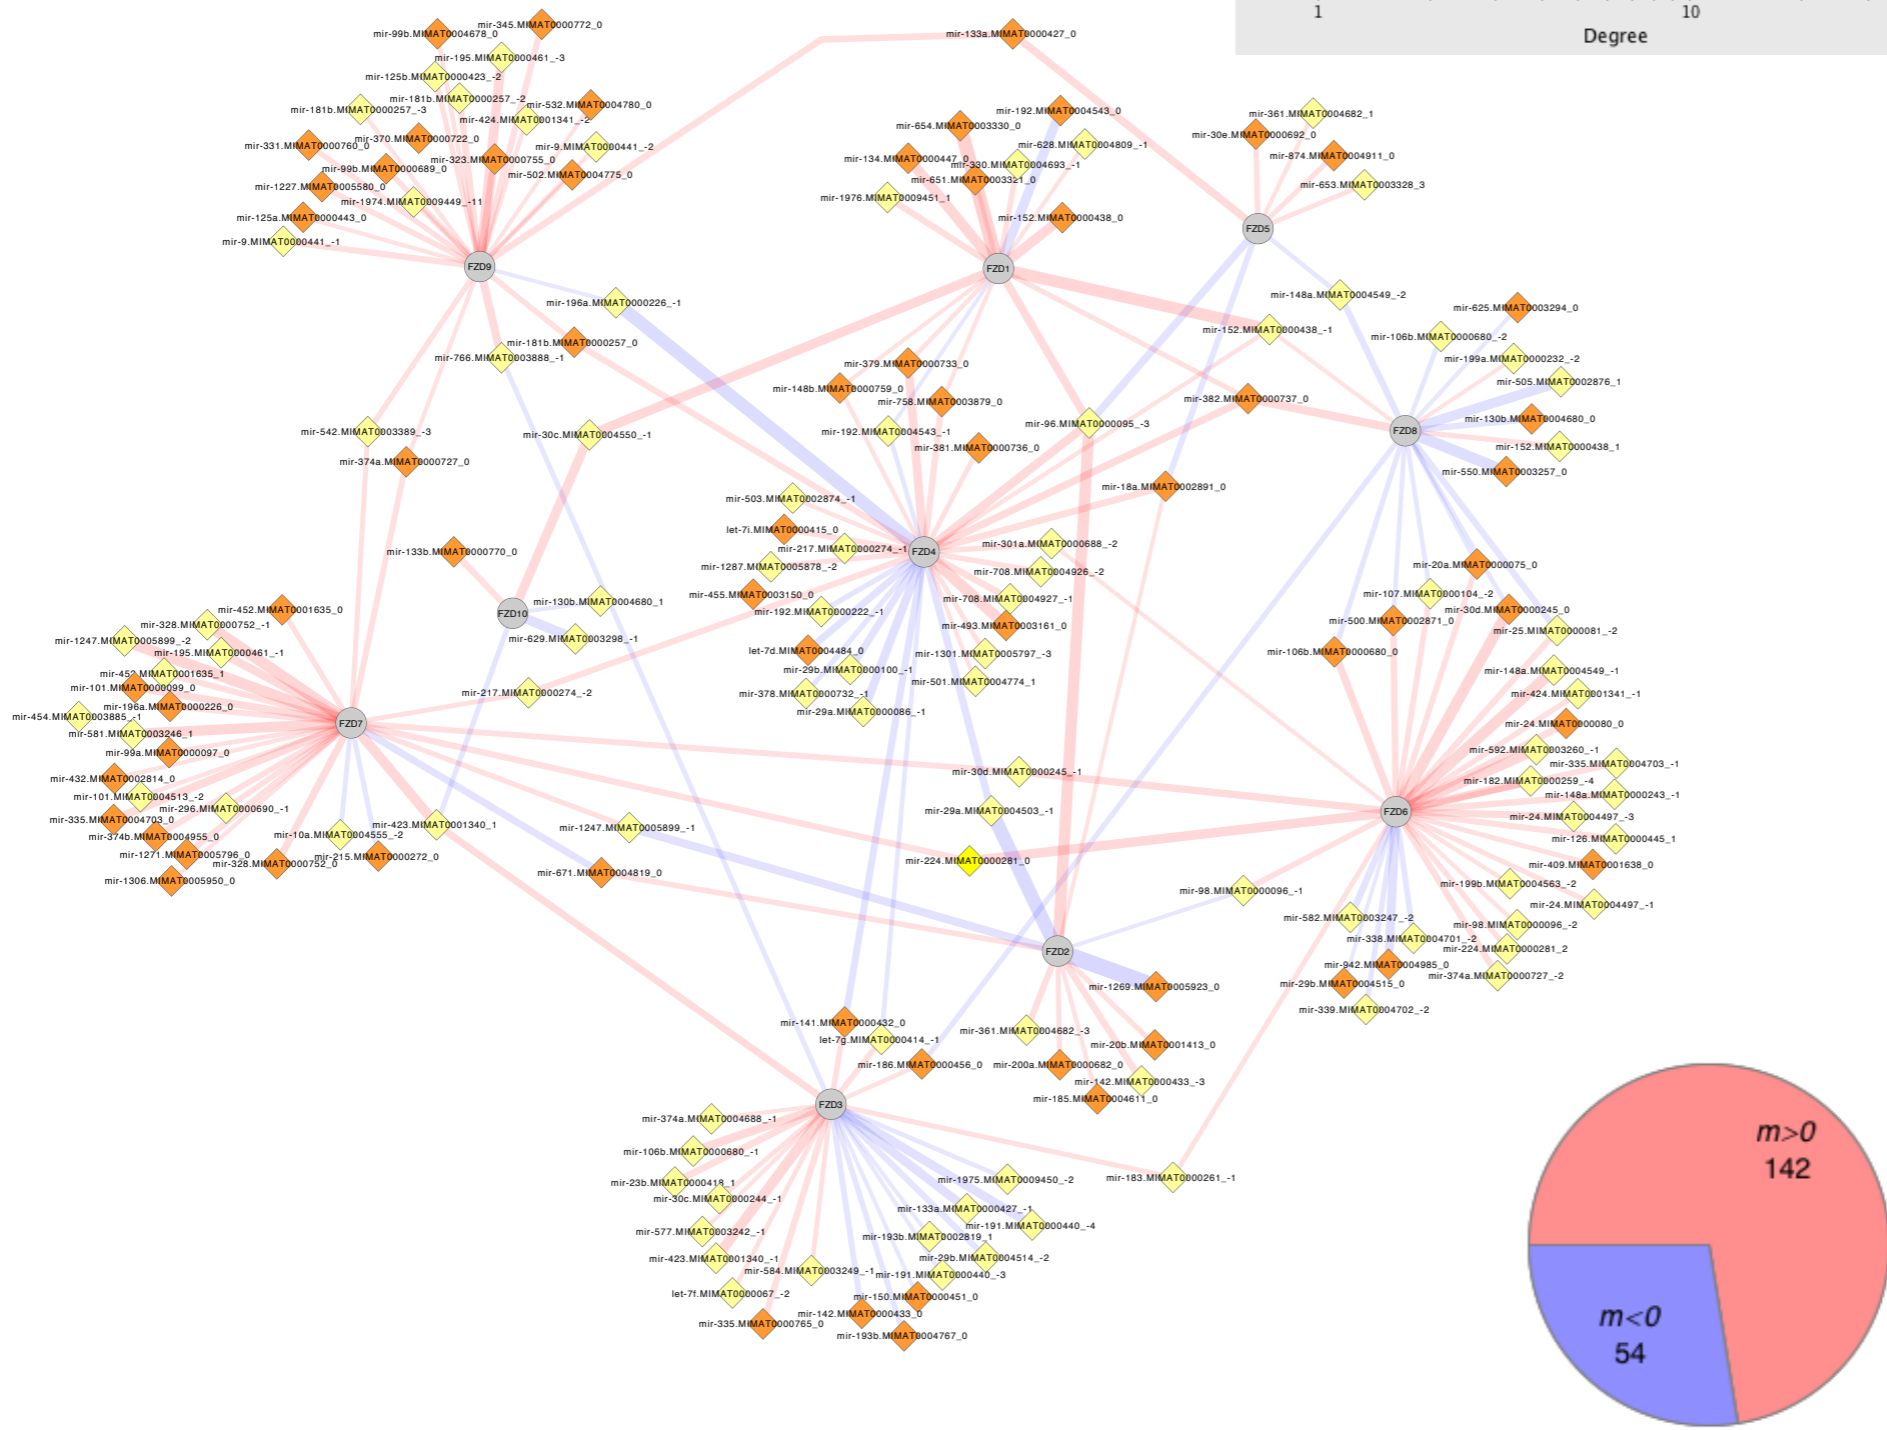 1
10
Degree
mir-345.MIMAT0000772_0
mir-99b.MIMAT0004678_0
mir-133a.MIMAT0000427_0
mir-195.MIMAT0000461_-3
mir-125b.MIMAT0000423_-2
mir-181b.MIMAT0000257_-2
mir-532.MIMAT0004780_0
mir-181b.MIMAT0000257_-3
mir-424.MIMAT0001341_-2
mir-331.MIMAT0000760_0
mir-370.MIMAT0000722_0
mir-9.MIMAT0000441_-2
mir-323.MIMAT0000755_0
mir-99b.MIMAT0000689_0
mir-502.MIMAT0004775_0
mir-1227.MIMAT0005580_0
mir-1974.MIMAT0009449_-11
mir-125a.MIMAT0000443_0
mir-9.MIMAT0000441_-1
FZD9
mir-192.MIMAT0004543_0
mir-654.MIMAT0003330_0
mir-628.MIMAT0004809_-1
mir-134.MIMAT0000447_0
mir-330.MIMAT0004693_-1
mir-651.MIMAT0003321_0
mir-1976.MIMAT0009451_1
mir-152.MIMAT0000438_0
FZD1
mir-361.MIMAT0004682_1
mir-30e.MIMAT0000692_0
mir-874.MIMAT0004911_0
mir-653.MIMAT0003328_3
FZD5
mir-196a.MIMAT0000226_-1
mir-181b.MIMAT0000257_0
mir-766.MIMAT0003888_-1
mir-148a.MIMAT0004549_-2
mir-152.MIMAT0000438_-1
mir-625.MIMAT0003294_0
mir-106b.MIMAT0000680_-2
mir-199a.MIMAT0000232_-2
mir-505.MIMAT0002876_1
mir-130b.MIMAT0004680_0
mir-152.MIMAT0000438_1
mir-550.MIMAT0003257_0
FZD8
mir-379.MIMAT0000733_0
mir-148b.MIMAT0000759_0
mir-758.MIMAT0003879_0
mir-192.MIMAT0004543_-1
mir-381.MIMAT0000736_0
mir-382.MIMAT0000737_0
mir-96.MIMAT0000095_-3
mir-18a.MIMAT0002891_0
mir-542.MIMAT0003389_-3
mir-374a.MIMAT0000727_0
mir-30c.MIMAT0004550_-1
mir-503.MIMAT0002874_-1
let-7i.MIMAT0000415_0
mir-217.MIMAT0000274_-1
mir-1287.MIMAT0005878_-2
mir-455.MIMAT0003150_0
mir-192.MIMAT0000222_-1
let-7d.MIMAT0004484_0
mir-29b.MIMAT0000100_-1
mir-378.MIMAT0000732_-1
mir-29a.MIMAT0000086_-1
FZD4
mir-301a.MIMAT0000688_-2
mir-708.MIMAT0004926_-2
mir-708.MIMAT0004927_-1
mir-493.MIMAT0003161_0
mir-1301.MIMAT0005797_-3
mir-501.MIMAT0004774_1
mir-133b.MIMAT0000770_0
FZD10
mir-130b.MIMAT0004680_1
mir-629.MIMAT0003298_-1
mir-217.MIMAT0000274_-2
mir-20a.MIMAT0000075_0
mir-107.MIMAT0000104_-2
mir-30d.MIMAT0000245_0
mir-500.MIMAT0002871_0
mir-25.MIMAT0000081_-2
mir-106b.MIMAT0000680_0
mir-148a.MIMAT0004549_-1
mir-424.MIMAT0001341_-1
mir-24.MIMAT0000080_0
mir-592.MIMAT0003260_-1
mir-335.MIMAT0004703_-1
mir-182.MIMAT0000259_-4
mir-148a.MIMAT0000243_-1
mir-24.MIMAT0004497_-3
mir-126.MIMAT0000445_1
mir-409.MIMAT0001638_0
mir-199b.MIMAT0004563_-2
mir-24.MIMAT0004497_-1
mir-98.MIMAT0000096_-2
mir-224.MIMAT0000281_2
mir-374a.MIMAT0000727_-2
mir-582.MIMAT0003247_-2
mir-338.MIMAT0004701_-2
mir-942.MIMAT0004985_0
mir-29b.MIMAT0004515_0
mir-339.MIMAT0004702_-2
FZD6
mir-452.MIMAT0001635_0
mir-328.MIMAT0000752_-1
mir-1247.MIMAT0005899_-2
mir-195.MIMAT0000461_-1
mir-452.MIMAT0001635_1
mir-101.MIMAT0000099_0
mir-196a.MIMAT0000226_0
mir-454.MIMAT0003885_-1
mir-581.MIMAT0003246_1
mir-99a.MIMAT0000097_0
mir-432.MIMAT0002814_0
mir-101.MIMAT0004513_-2
mir-296.MIMAT0000690_-1
mir-335.MIMAT0004703_0
mir-374b.MIMAT0004955_0
mir-1271.MIMAT0005796_0
mir-328.MIMAT0000752_0
mir-1306.MIMAT0005950_0
mir-10a.MIMAT0004555_-2
mir-215.MIMAT0000272_0
mir-423.MIMAT0001340_1
FZD7
mir-30d.MIMAT0000245_-1
mir-29a.MIMAT0004503_-1
mir-1247.MIMAT0005899_-1
mir-224.MIMAT0000281_0
mir-671.MIMAT0004819_0
mir-98.MIMAT0000096_-1
FZD2
mir-1269.MIMAT0005923_0
mir-361.MIMAT0004682_-3
mir-20b.MIMAT0001413_0
mir-200a.MIMAT0000682_0
mir-142.MIMAT0000433_-3
mir-185.MIMAT0004611_0
mir-141.MIMAT0000432_0
let-7g.MIMAT0000414_-1
mir-186.MIMAT0000456_0
FZD3
mir-374a.MIMAT0004688_-1
mir-106b.MIMAT0000680_-1
mir-23b.MIMAT0000418_1
mir-30c.MIMAT0000244_-1
mir-577.MIMAT0003242_-1
mir-423.MIMAT0001340_-1
mir-584.MIMAT0003249_-1
let-7f.MIMAT0000067_-2
mir-335.MIMAT0000765_0
mir-1975.MIMAT0009450_-2
mir-183.MIMAT0000261_-1
mir-133a.MIMAT0000427_-1
mir-191.MIMAT0000440_-4
mir-193b.MIMAT0002819_1
mir-29b.MIMAT0004514_-2
mir-191.MIMAT0000440_-3
mir-150.MIMAT0000451_0
mir-142.MIMAT0000433_0
mir-193b.MIMAT0004767_0
m>0
142
m<0
54